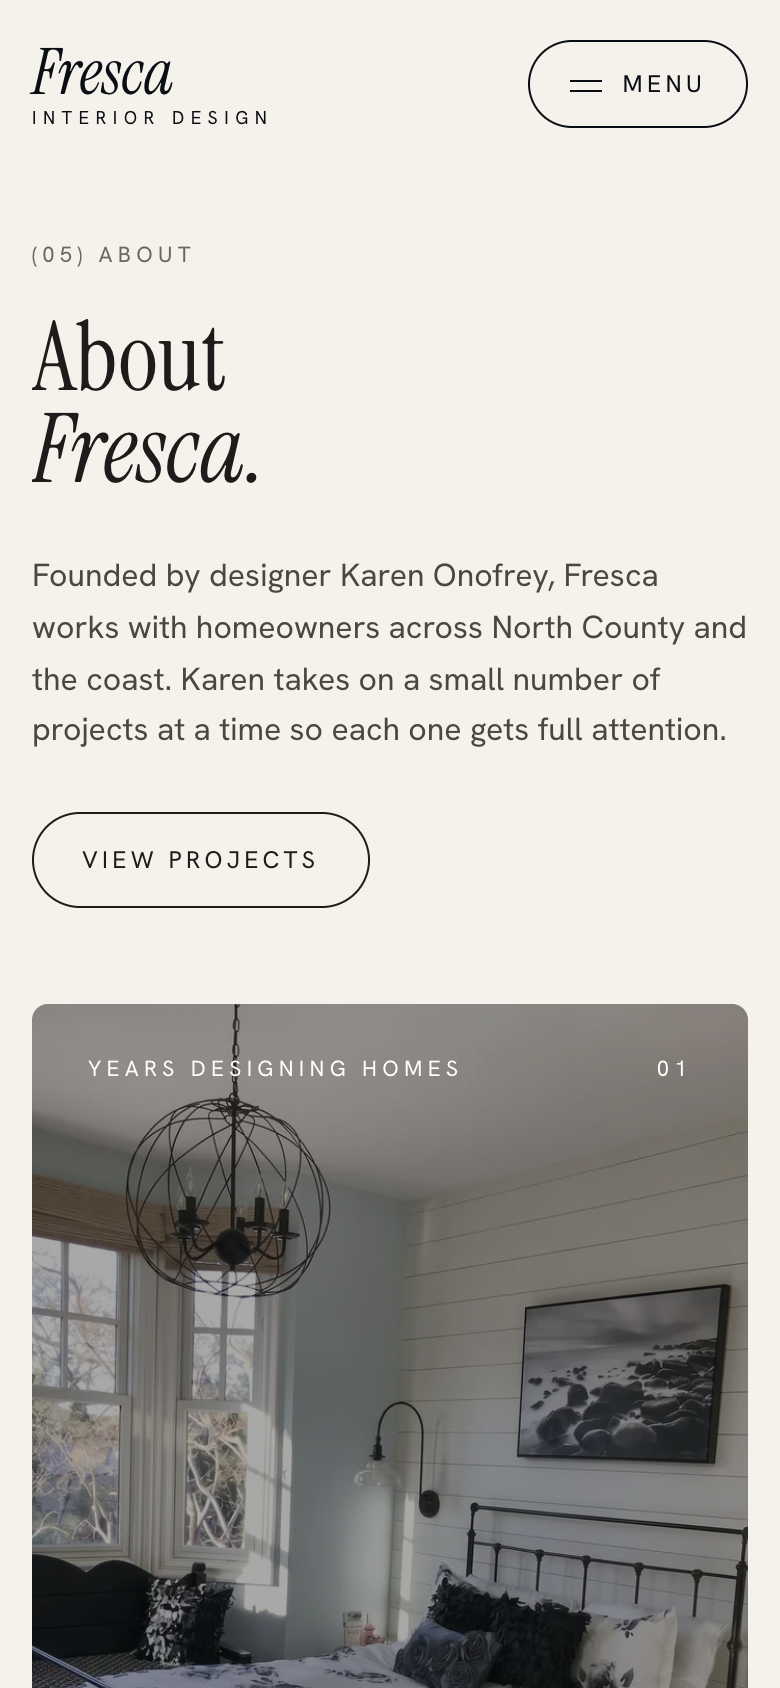 Fresca
INTERIOR DESIGN
MENU
(05) ABOUT
About
Fresca.
Founded by designer Karen Onofrey, Fresca
works with homeowners across North County and
the coast. Karen takes on a small number of
projects at a time so each one gets full attention.
VIEW PROJECTS
YEARS DESIGNING HOMES 01